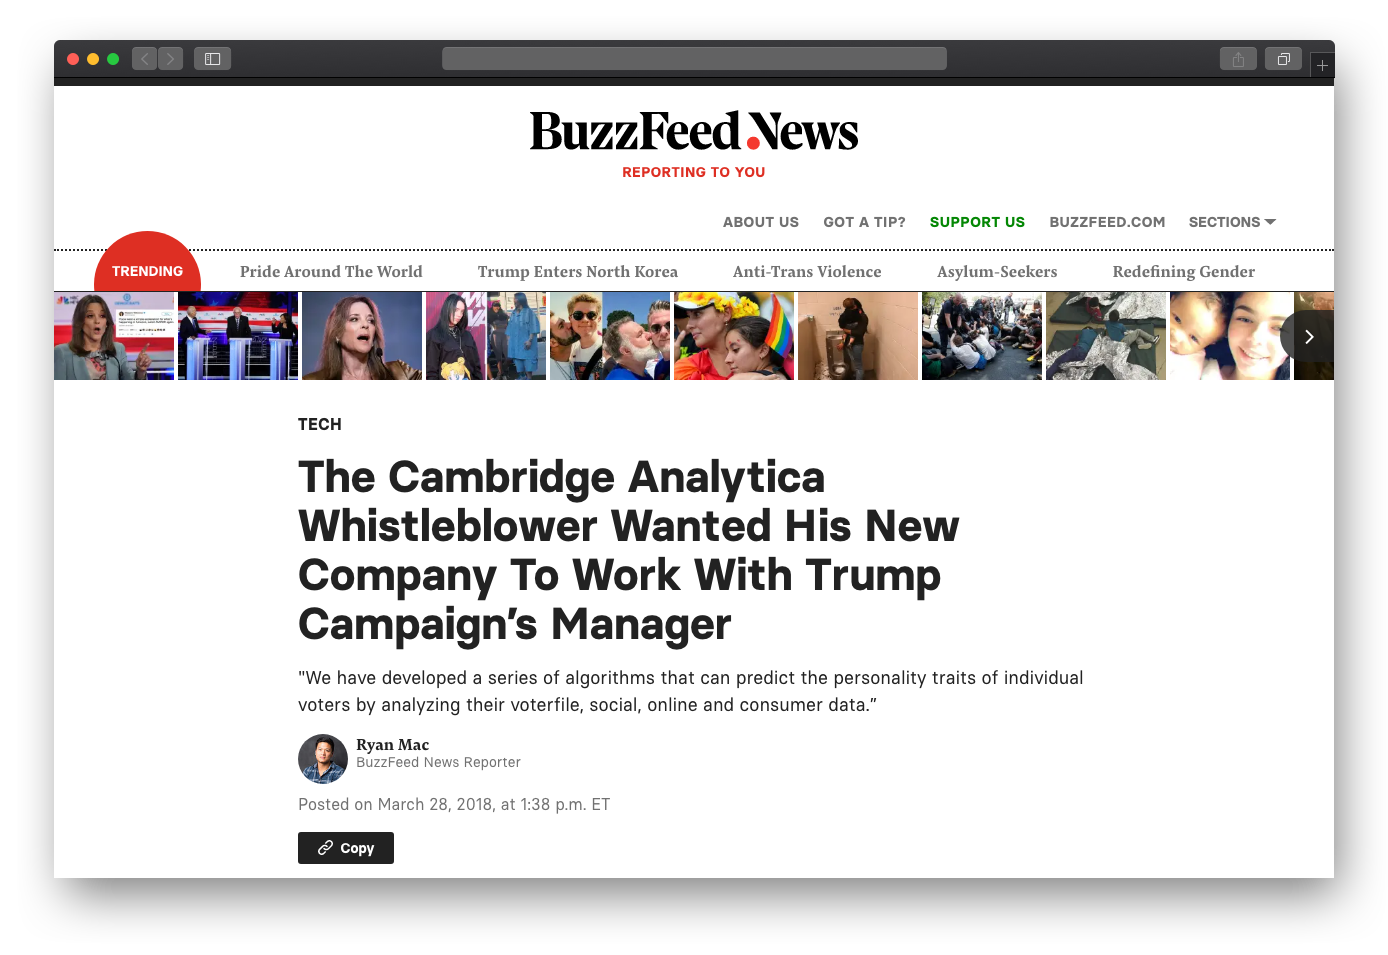 BuzzFeed News
REPORTING TO YOU
ABOUT US GOT A TIP? SUPPORT US BUZZFEED.COM SECTIONS
TRENDING Pride Around The World Trump Enters North Korea Anti-Trans Violence Asylum-Seekers Redefining Gender
TECH
The Cambridge Analytica
Whistleblower Wanted His New
Company To Work With Trump
Campaign’s Manager
"We have developed a series of algorithms that can predict the personality traits of individual
voters by analyzing their voterfile, social, online and consumer data.”
Ryan Mac
BuzzFeed News Reporter
Posted on March 28, 2018, at 1:38 p.m. ET
Copy